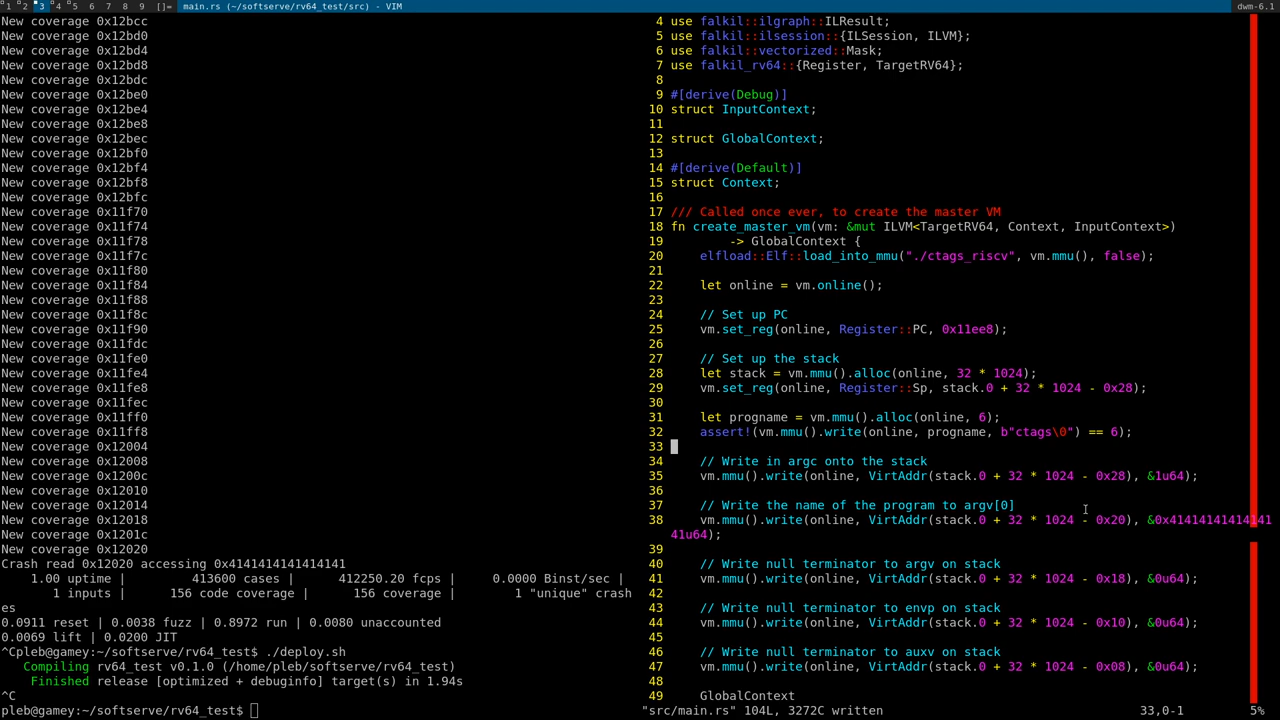 1 2 3 4 5 6 7 8 9 []= main.rs (~/softserve/rv64_test/src) - VIM dwm-6.1
New coverage 0x12bcc
New coverage 0x12bd0
New coverage 0x12bd4
New coverage 0x12bd8
New coverage 0x12bdc
New coverage 0x12be0
New coverage 0x12be4
New coverage 0x12be8
New coverage 0x12bec
New coverage 0x12bf0
New coverage 0x12bf4
New coverage 0x12bf8
New coverage 0x12bfc
New coverage 0x11f70
New coverage 0x11f74
New coverage 0x11f78
New coverage 0x11f7c
New coverage 0x11f80
New coverage 0x11f84
New coverage 0x11f88
New coverage 0x11f8c
New coverage 0x11f90
New coverage 0x11fdc
New coverage 0x11fe0
New coverage 0x11fe4
New coverage 0x11fe8
New coverage 0x11fec
New coverage 0x11ff0
New coverage 0x11ff8
New coverage 0x12004
New coverage 0x12008
New coverage 0x1200c
New coverage 0x12010
New coverage 0x12014
New coverage 0x12018
New coverage 0x1201c
New coverage 0x12020
Crash read 0x12020 accessing 0x4141414141414141
1.00 uptime | 413600 cases | 412250.20 fcps | 0.0000 Binst/sec |
1 inputs | 156 code coverage | 156 coverage | 1 "unique" crash
es
0.0911 reset | 0.0038 fuzz | 0.8972 run | 0.0080 unaccounted
0.0069 lift | 0.0200 JIT
^Cpleb@gamey:~/softserve/rv64_test$ ./deploy.sh
Compiling rv64_test v0.1.0 (/home/pleb/softserve/rv64_test)
Finished release [optimized + debuginfo] target(s) in 1.94s
^C
pleb@gamey:~/softserve/rv64_test$
4 use falkil::ilgraph::ILResult;
5 use falkil::ilsession::{ILSession, ILVM};
6 use falkil::vectorized::Mask;
7 use falkil_rv64::{Register, TargetRV64};
8
9 #[derive(Debug)]
10 struct InputContext;
11
12 struct GlobalContext;
13
14 #[derive(Default)]
15 struct Context;
16
17 /// Called once ever, to create the master VM
18 fn create_master_vm(vm: &mut ILVM<TargetRV64, Context, InputContext>)
19 -> GlobalContext {
20 elfload::Elf::load_into_mmu("./ctags_riscv", vm.mmu(), false);
21
22 let online = vm.online();
23
24 // Set up PC
25 vm.set_reg(online, Register::PC, 0x11ee8);
26
27 // Set up the stack
28 let stack = vm.mmu().alloc(online, 32 * 1024);
29 vm.set_reg(online, Register::Sp, stack.0 + 32 * 1024 - 0x28);
30
31 let progname = vm.mmu().alloc(online, 6);
32 assert!(vm.mmu().write(online, progname, b"ctags\0") == 6);
33
34 // Write in argc onto the stack
35 vm.mmu().write(online, VirtAddr(stack.0 + 32 * 1024 - 0x28), &1u64);
36
37 // Write the name of the program to argv[0]
38 vm.mmu().write(online, VirtAddr(stack.0 + 32 * 1024 - 0x20), &0x41414141414141
41u64);
39
40 // Write null terminator to argv on stack
41 vm.mmu().write(online, VirtAddr(stack.0 + 32 * 1024 - 0x18), &0u64);
42
43 // Write null terminator to envp on stack
44 vm.mmu().write(online, VirtAddr(stack.0 + 32 * 1024 - 0x10), &0u64);
45
46 // Write null terminator to auxv on stack
47 vm.mmu().write(online, VirtAddr(stack.0 + 32 * 1024 - 0x08), &0u64);
48
49 GlobalContext
"src/main.rs" 104L, 3272C written 33,0-1 5%